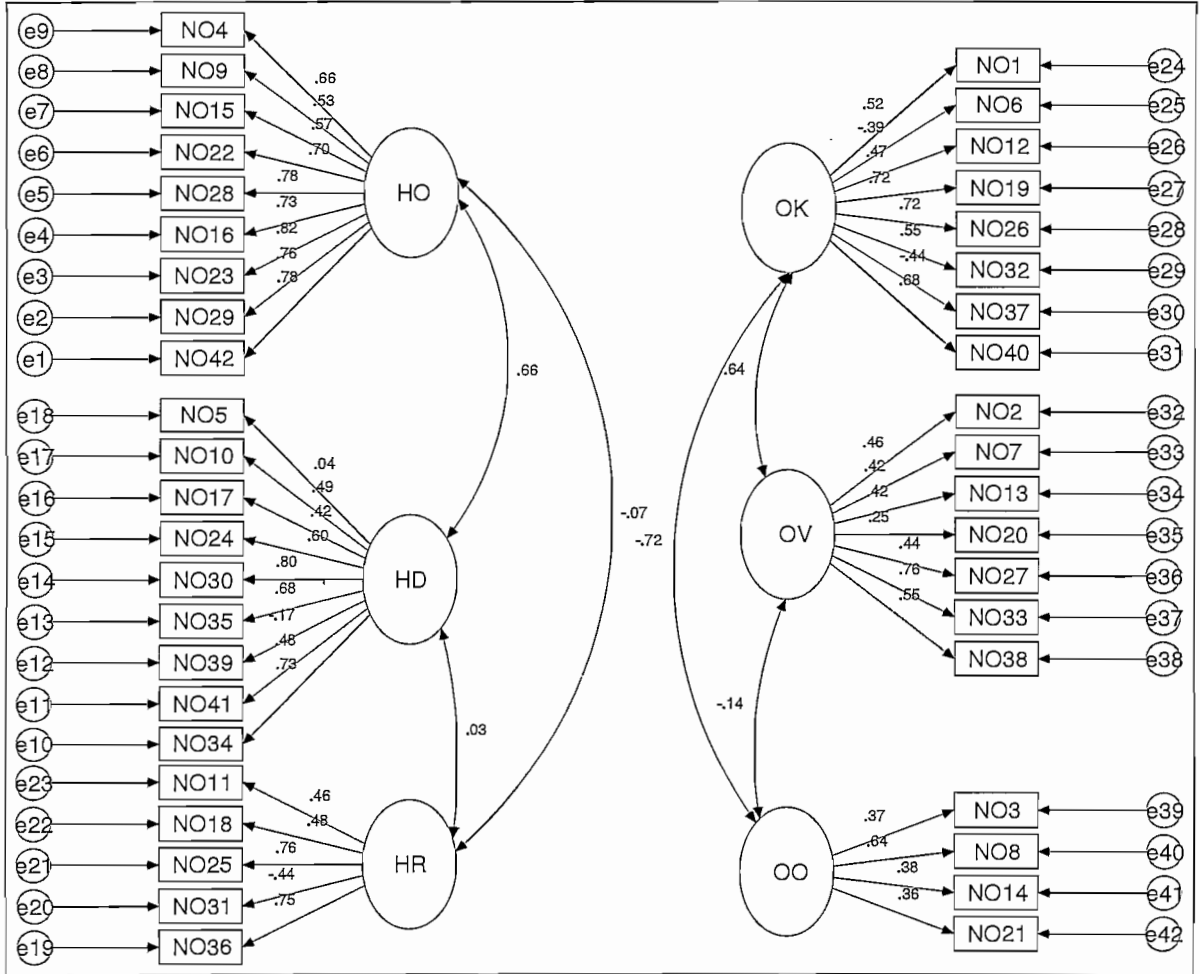 e9 NO4
e8 NO9
e7 NO15
e6 NO22
e5 NO28
e4 NO16
e3 NO23
e2 NO29
e1 NO42
.66
.53
.57
.70
.78
.73
.82
.76
.78
HO
e18 NO5
e17 NO10
e16 NO17
e15 NO24
e14 NO30
e13 NO35
e12 NO39
e11 NO41
e10 NO34
.04
.49
.42
.60
.80
.68
-.17
.48
.73
HD
e23 NO11
e22 NO18
e21 NO25
e20 NO31
e19 NO36
.46
.48
.76
-.44
.75
HR
.66
.03
-.07
-.72
.64
-.14
OK
.52
-.39
.47
.72
.72
.55
-.44
.68
NO1 e24
NO6 e25
NO12 e26
NO19 e27
NO26 e28
NO32 e29
NO37 e30
NO40 e31
OV
.46
.42
.42
.25
.44
.76
.55
NO2 e32
NO7 e33
NO13 e34
NO20 e35
NO27 e36
NO33 e37
NO38 e38
OO
.37
.64
.38
.36
NO3 e39
NO8 e40
NO14 e41
NO21 e42